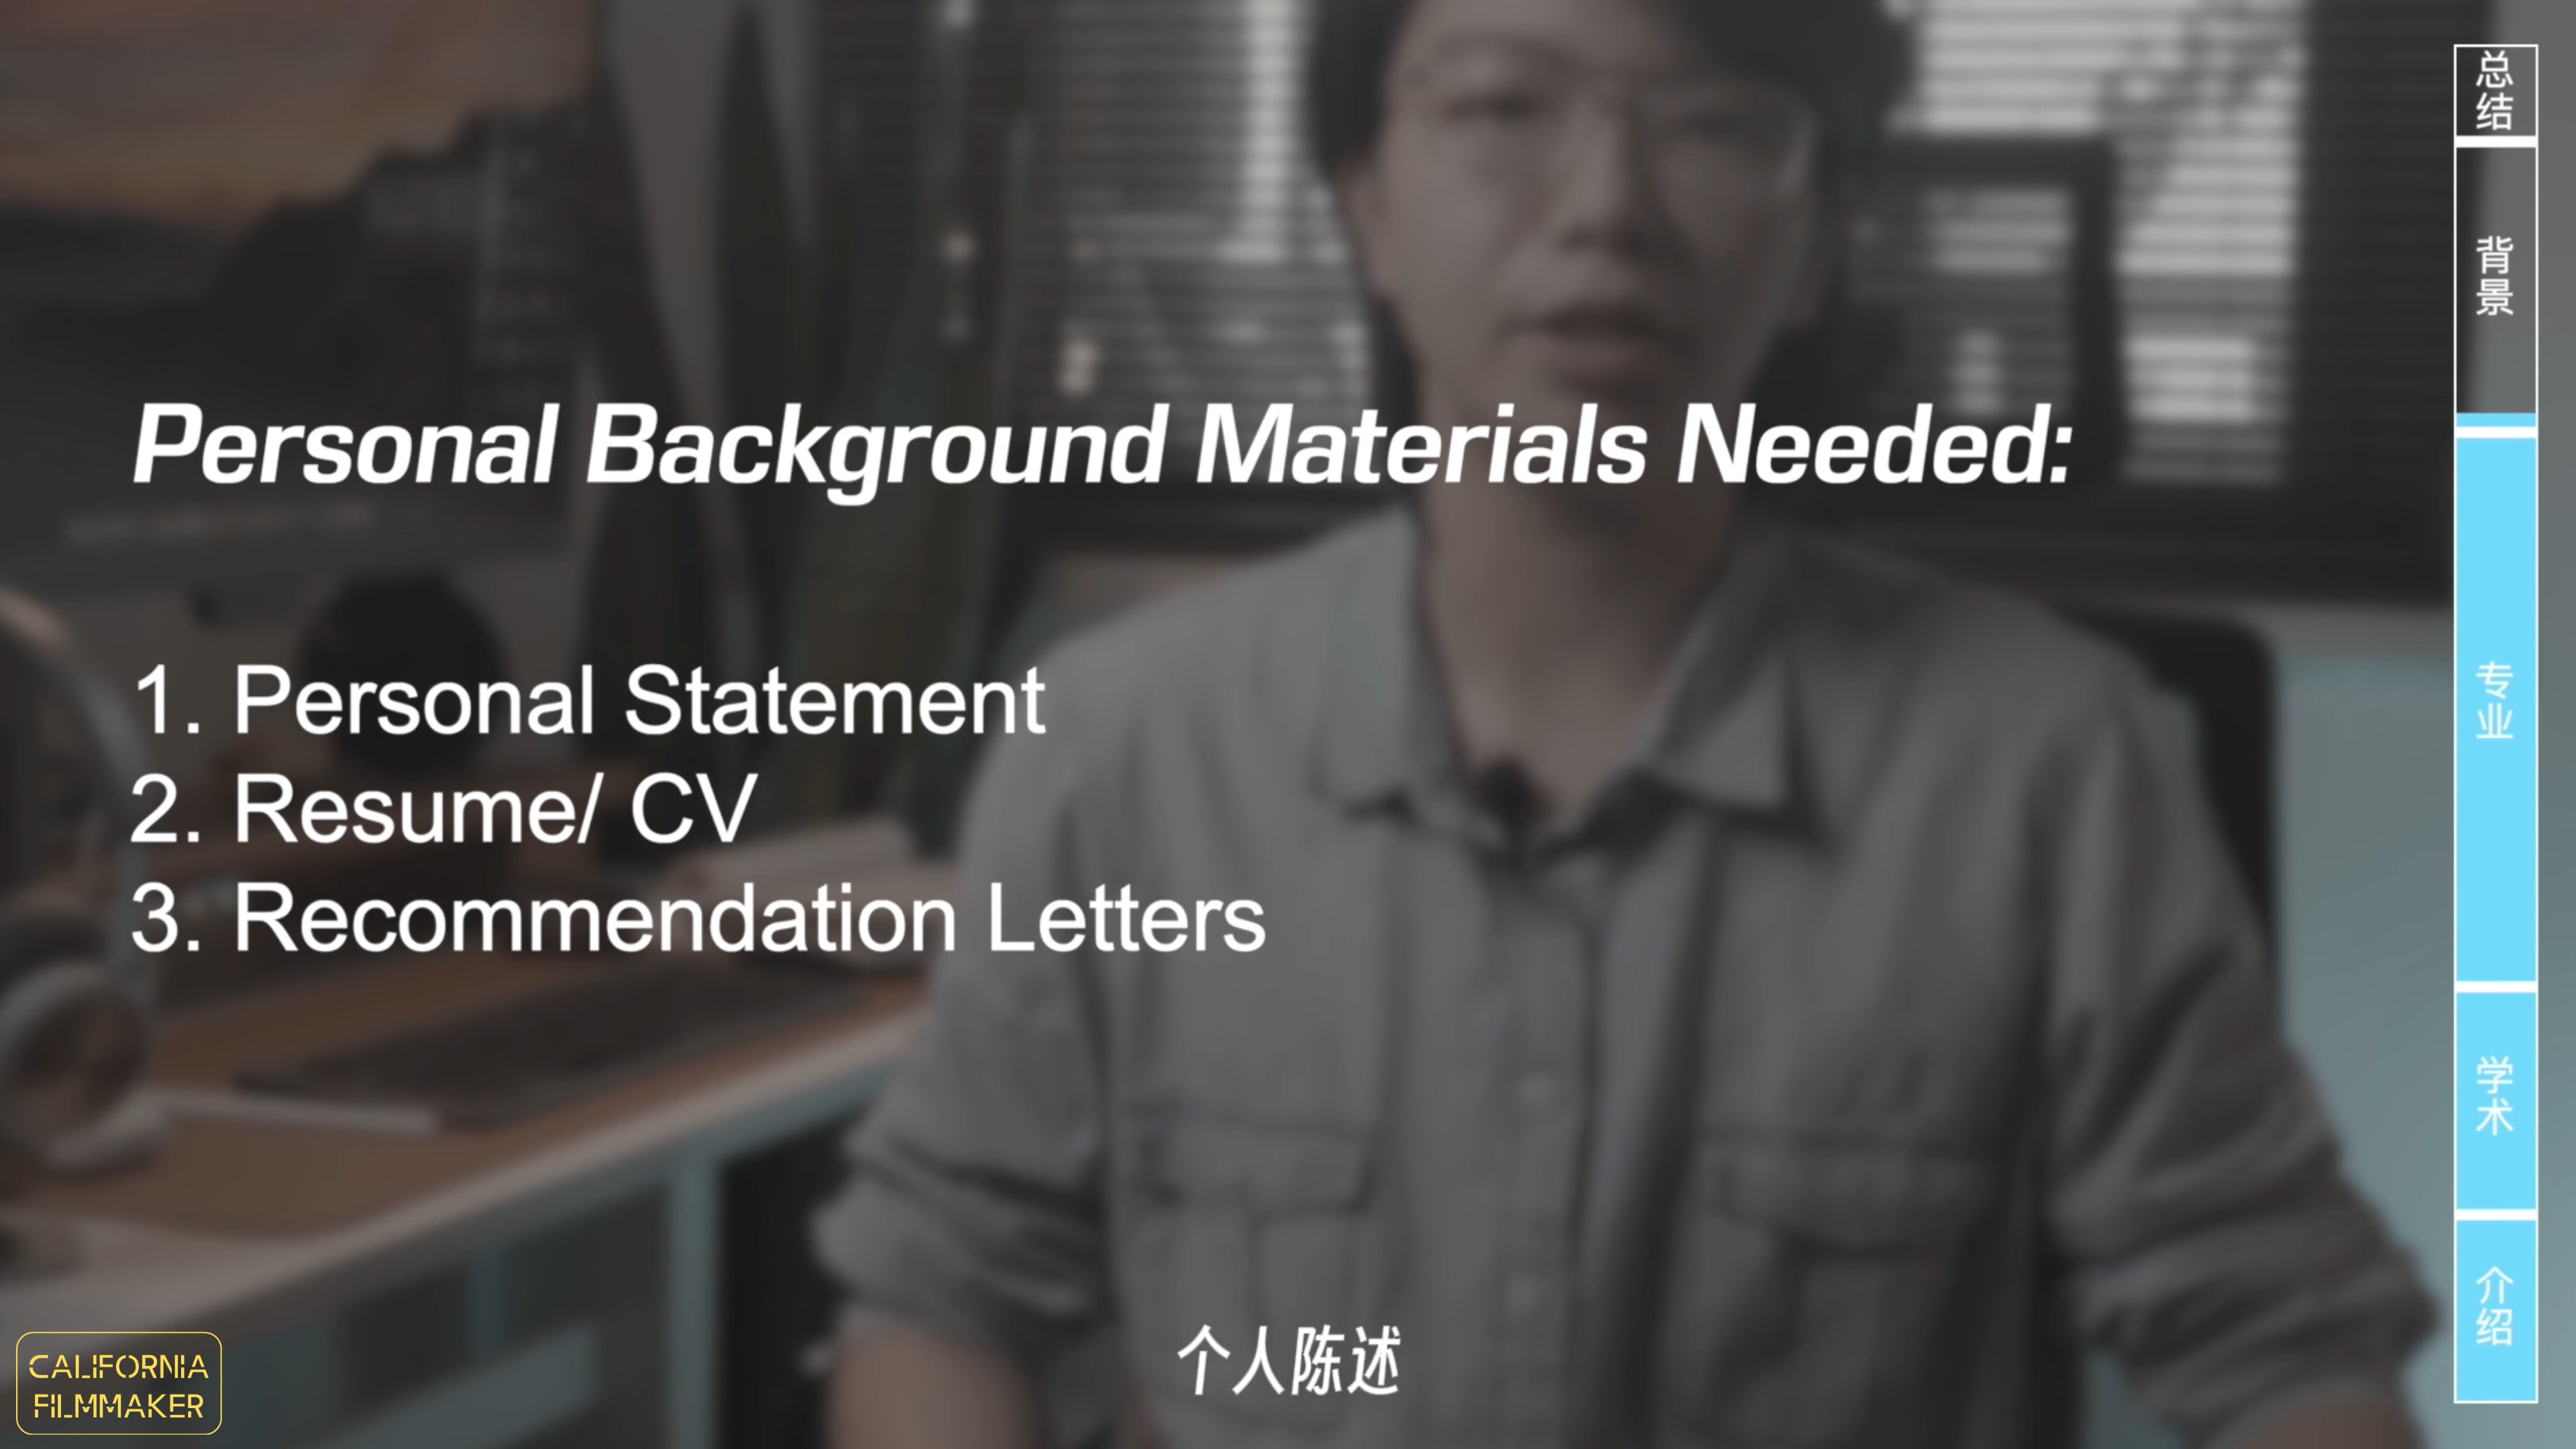 Personal Background Materials Needed:
1. Personal Statement
2. Resume/ CV
3. Recommendation Letters
个人陈述
总结
背景
专业
学术
介绍
CALIFORNIA
FILMMAKER